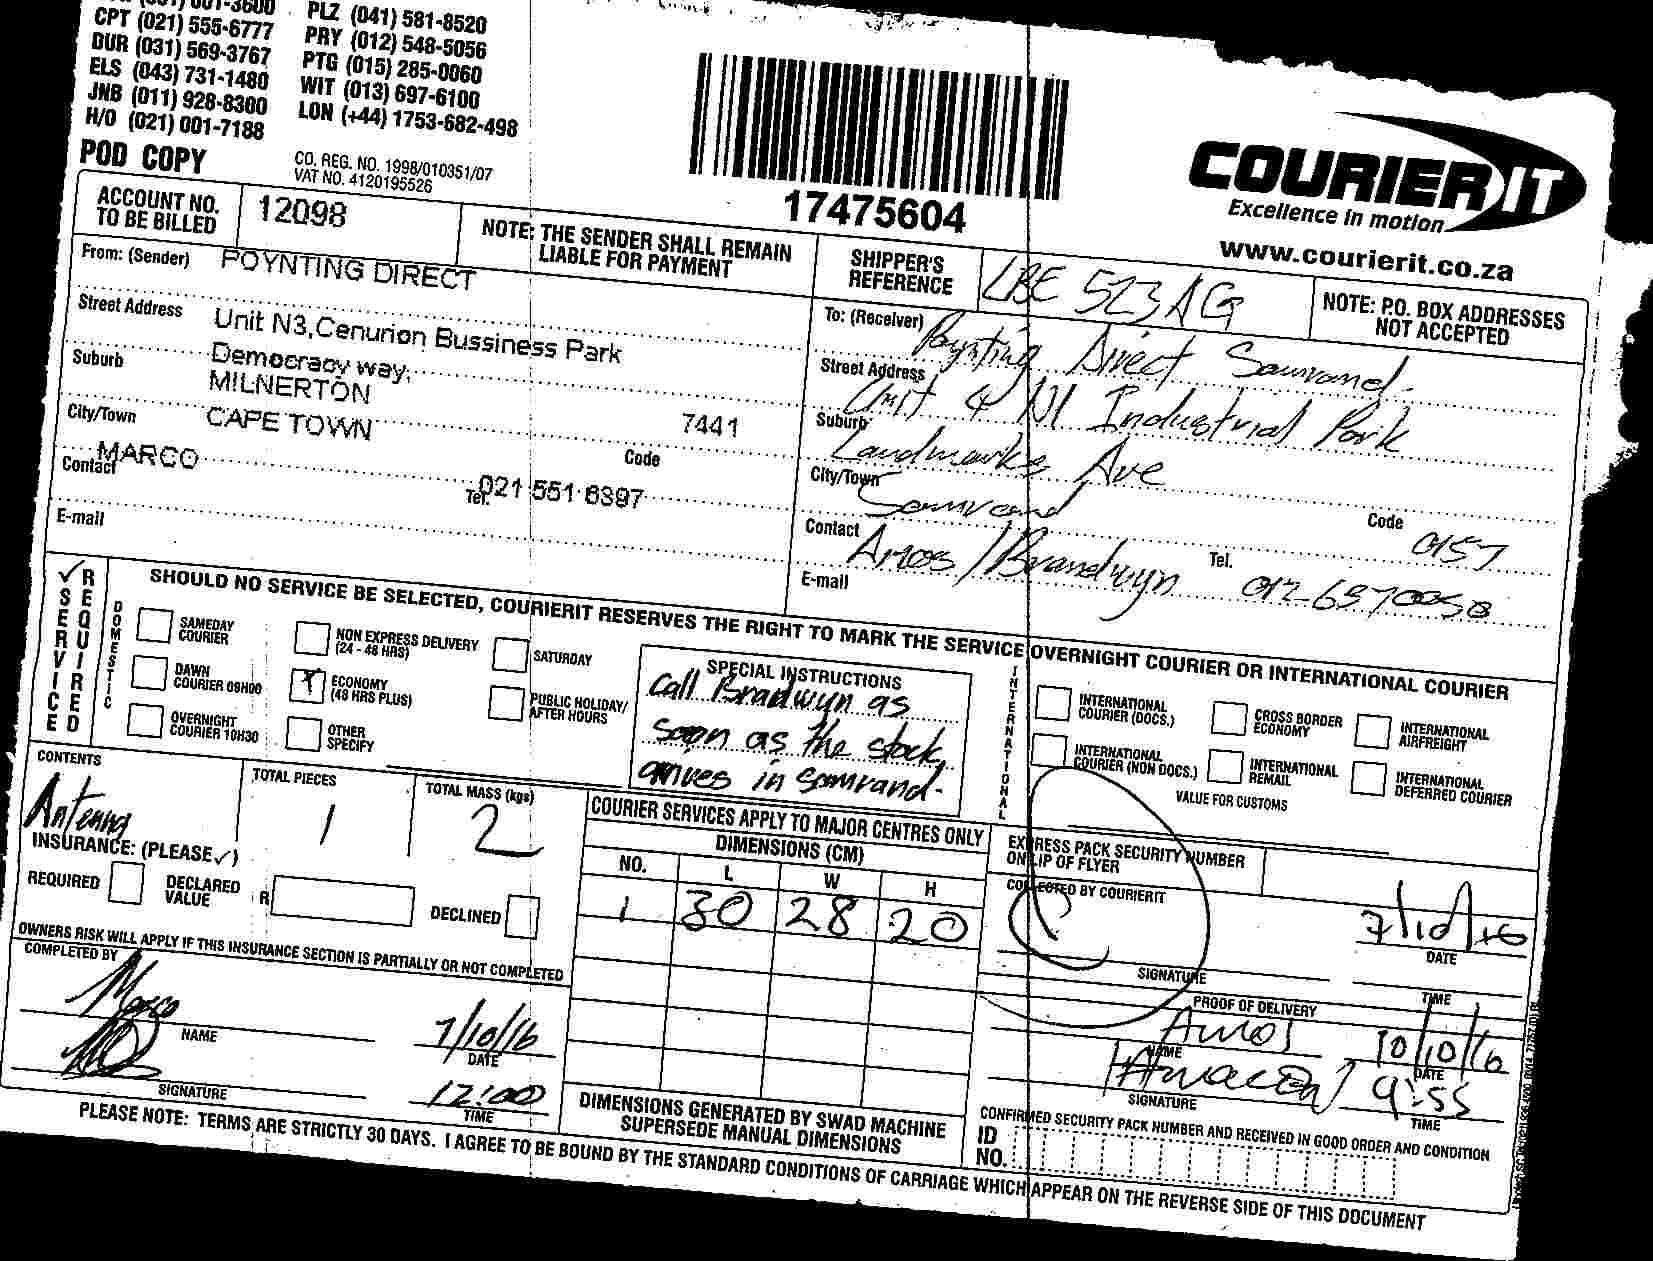 CPT (021) 555-6777
DUR (031) 569-3767
ELS (043) 731-1480
JNB (011) 928-8300
H/O (021) 001-7188
PLZ (041) 581-8520
PRY (012) 548-5056
PTG (015) 285-0060
WIT (013) 697-6100
LON (+44) 1753-682-498
POD COPY
CO. REG. NO. 1998/010351/07
VAT NO. 4120195526
17475604
COURIER IT
Excellence in motion
www.courierit.co.za
ACCOUNT NO. TO BE BILLED
12098
NOTE: THE SENDER SHALL REMAIN LIABLE FOR PAYMENT
SHIPPER'S REFERENCE
LBE 523AG
NOTE: P.O. BOX ADDRESSES NOT ACCEPTED
From: (Sender) POYNTING DIRECT
Street Address Unit N3,Cenurion Bussiness Park
Democracy way,
Suburb MILNERTON
City/Town CAPE TOWN 7441
Code
Contact MARCO
Tel. 021 551 6397
E-mail
To: (Receiver) Poynting Direct Samrand.
Street Address Unit 4 N1 Industrial Park
Suburb Landmarks Ave
City/Town Samrand
Code 0157
Contact Amos / Brandwyn
Tel. 012 6570050
E-mail
✓ SERVICE REQUIRED
SHOULD NO SERVICE BE SELECTED, COURIERIT RESERVES THE RIGHT TO MARK THE SERVICE OVERNIGHT COURIER OR INTERNATIONAL COURIER
DOMESTIC
SAMEDAY COURIER
DAWN COURIER 09H00
OVERNIGHT COURIER 10H30
NON EXPRESS DELIVERY (24 - 48 HRS)
X ECONOMY (48 HRS PLUS)
OTHER SPECIFY
SATURDAY
PUBLIC HOLIDAY/ AFTER HOURS
SPECIAL INSTRUCTIONS
Call Bradwyn as
soon as the stock
arrives in samrand.
INTERNATIONAL
INTERNATIONAL COURIER (DOCS.)
INTERNATIONAL COURIER (NON DOCS.)
CROSS BORDER ECONOMY
INTERNATIONAL REMAIL
INTERNATIONAL AIRFREIGHT
INTERNATIONAL DEFERRED COURIER
VALUE FOR CUSTOMS
CONTENTS
Antenna
TOTAL PIECES
1
TOTAL MASS (kgs)
2
INSURANCE: (PLEASE ✓)
REQUIRED
DECLARED VALUE R
DECLINED
OWNERS RISK WILL APPLY IF THIS INSURANCE SECTION IS PARTIALLY OR NOT COMPLETED
COURIER SERVICES APPLY TO MAJOR CENTRES ONLY
DIMENSIONS (CM)
NO. L W H
1 30 28 20
DIMENSIONS GENERATED BY SWAD MACHINE SUPERSEDE MANUAL DIMENSIONS
EXPRESS PACK SECURITY NUMBER ON LIP OF FLYER
COLLECTED BY COURIERIT
SIGNATURE
7/10/16
DATE
TIME
COMPLETED BY
Marco
NAME
7/10/16
DATE
SIGNATURE
12:00
TIME
PROOF OF DELIVERY
Amos
NAME
10/10/16
DATE
SIGNATURE
9:55
TIME
CONFIRMED SECURITY PACK NUMBER AND RECEIVED IN GOOD ORDER AND CONDITION
ID NO.
PLEASE NOTE: TERMS ARE STRICTLY 30 DAYS. I AGREE TO BE BOUND BY THE STANDARD CONDITIONS OF CARRIAGE WHICH APPEAR ON THE REVERSE SIDE OF THIS DOCUMENT